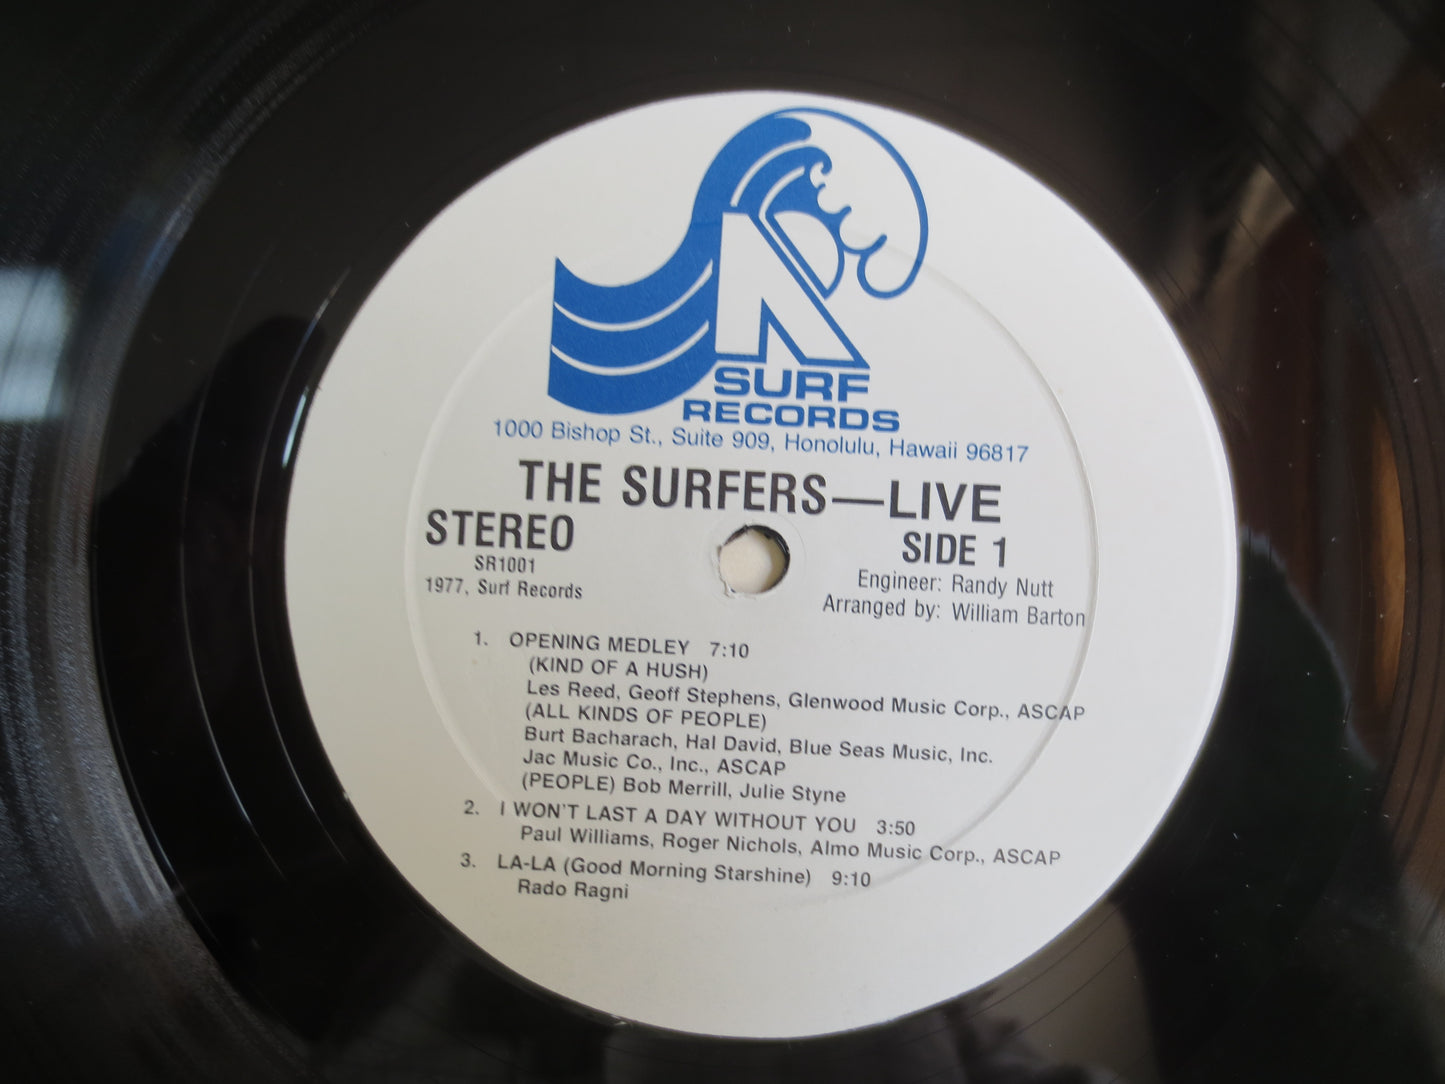 SURF
RECORDS
1000 Bishop St., Suite 909, Honolulu, Hawaii 96817
THE SURFERS—LIVE
STEREO
SIDE 1
SR1001
Engineer: Randy Nutt
1977, Surf Records
Arranged by: William Barton
1. OPENING MEDLEY 7:10
(KIND OF A HUSH)
Les Reed, Geoff Stephens, Glenwood Music Corp., ASCAP
(ALL KINDS OF PEOPLE)
Burt Bacharach, Hal David, Blue Seas Music, Inc.
Jac Music Co., Inc., ASCAP
(PEOPLE) Bob Merrill, Julie Styne
2. I WON'T LAST A DAY WITHOUT YOU 3:50
Paul Williams, Roger Nichols, Almo Music Corp., ASCAP
3. LA-LA (Good Morning Starshine) 9:10
Rado Ragni